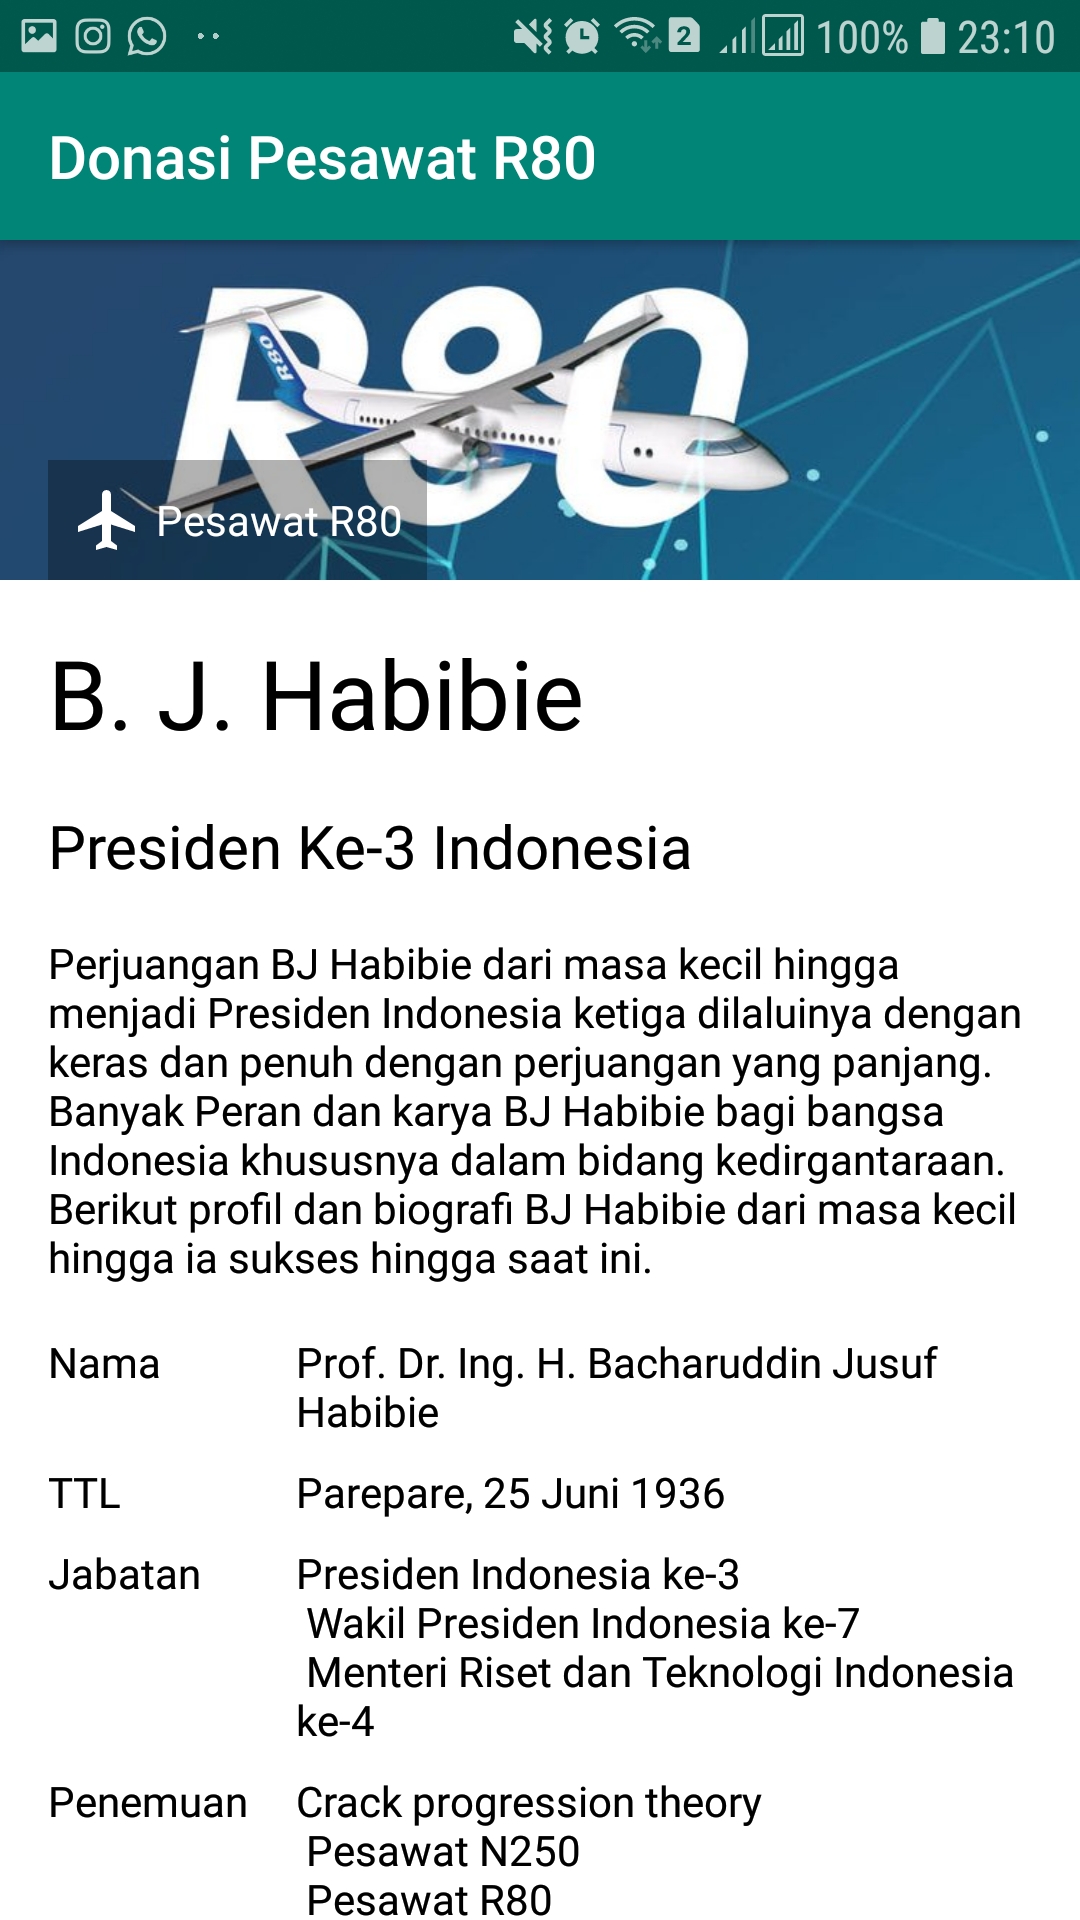 2 100% 23:10
Donasi Pesawat R80
R80
R80
Pesawat R80
B. J. Habibie
Presiden Ke-3 Indonesia
Perjuangan BJ Habibie dari masa kecil hingga
menjadi Presiden Indonesia ketiga dilaluinya dengan
keras dan penuh dengan perjuangan yang panjang.
Banyak Peran dan karya BJ Habibie bagi bangsa
Indonesia khususnya dalam bidang kedirgantaraan.
Berikut profil dan biografi BJ Habibie dari masa kecil
hingga ia sukses hingga saat ini.
Nama Prof. Dr. Ing. H. Bacharuddin Jusuf
Habibie
TTL Parepare, 25 Juni 1936
Jabatan Presiden Indonesia ke-3
Wakil Presiden Indonesia ke-7
Menteri Riset dan Teknologi Indonesia
ke-4
Penemuan Crack progression theory
Pesawat N250
Pesawat R80